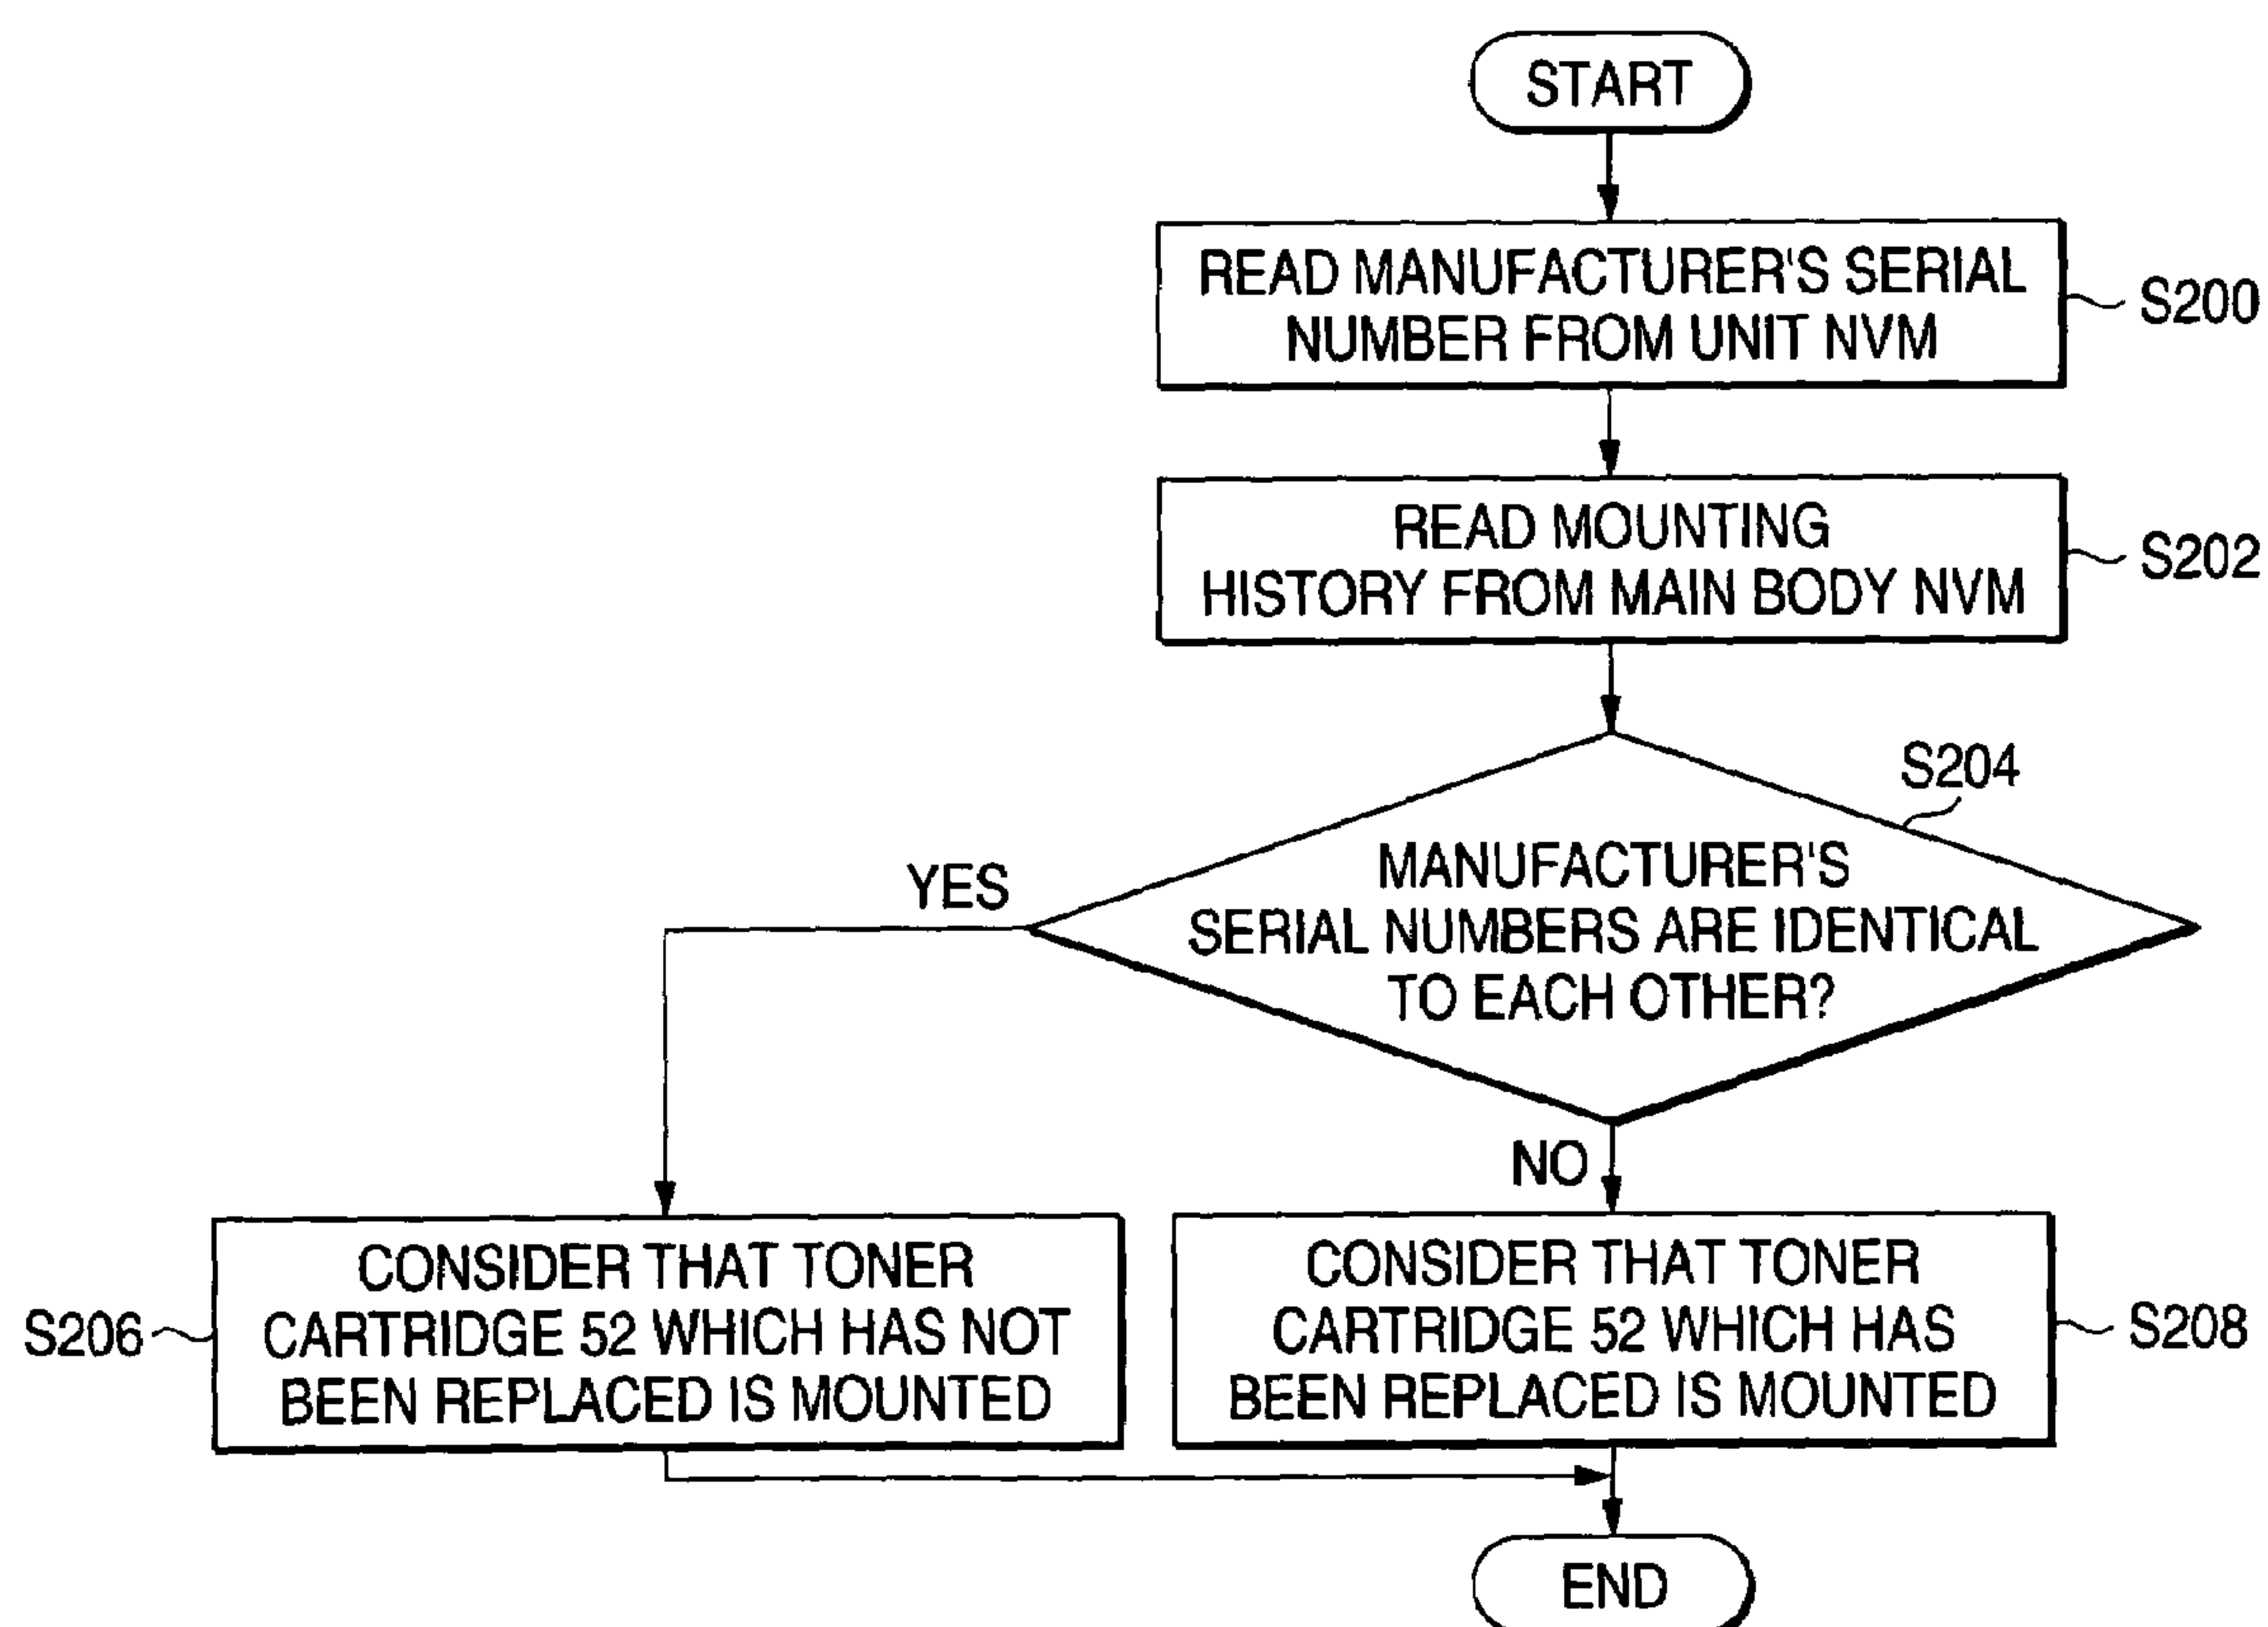 START
READ MANUFACTURER'S SERIAL
NUMBER FROM UNIT NVM
S200
READ MOUNTING
HISTORY FROM MAIN BODY NVM
S202
S204
MANUFACTURER'S
SERIAL NUMBERS ARE IDENTICAL
TO EACH OTHER?
YES
NO
CONSIDER THAT TONER
CARTRIDGE 52 WHICH HAS NOT
BEEN REPLACED IS MOUNTED
S206
CONSIDER THAT TONER
CARTRIDGE 52 WHICH HAS
BEEN REPLACED IS MOUNTED
S208
END